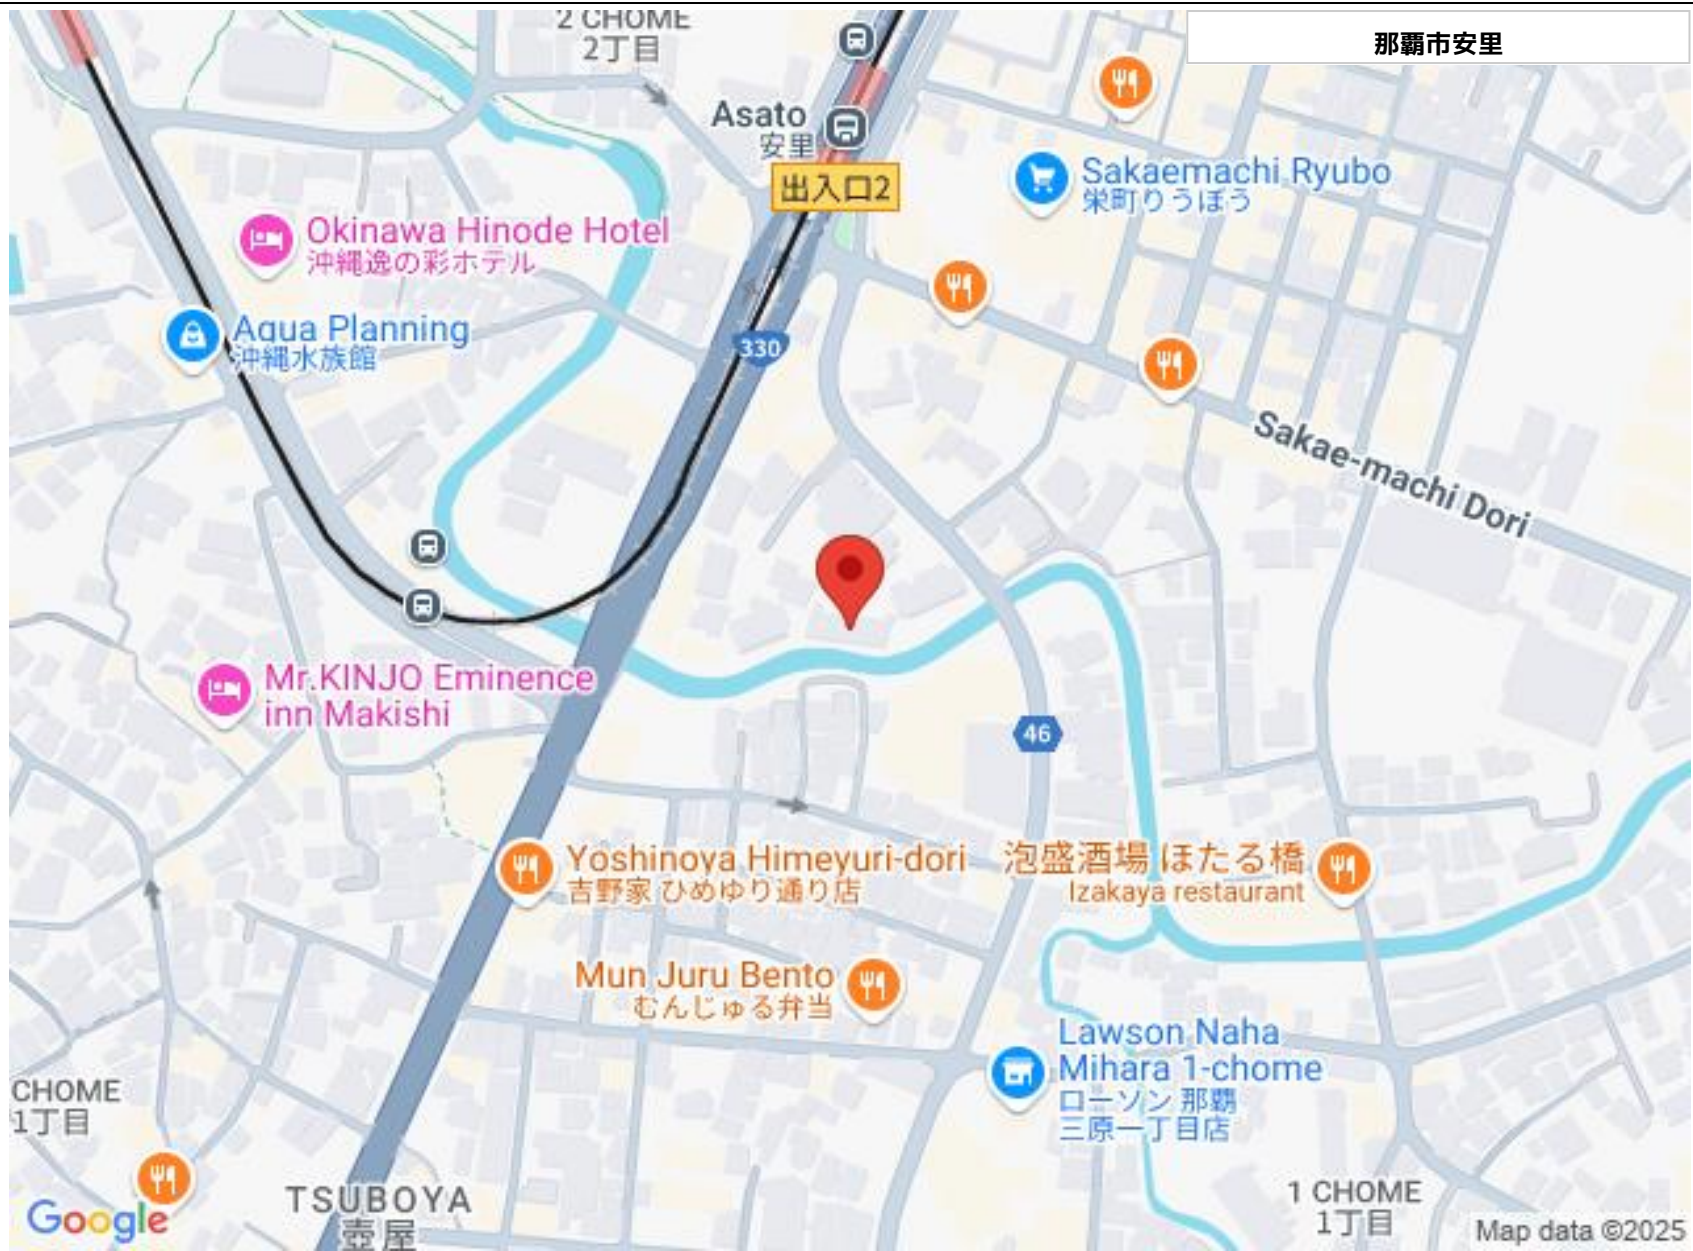 2 CHOME
2丁目
那覇市安里
Asato
安里
出入口2
Sakaemachi Ryubo
栄町りうぼう
Okinawa Hinode Hotel
沖縄逸の彩ホテル
Aqua Planning
沖縄水族館
330
Sakae-machi Dori
Mr.KINJO Eminence
inn Makishi
46
Yoshinoya Himeyuri-dori
吉野家 ひめゆり通り店
泡盛酒場 ほたる橋
Izakaya restaurant
Mun Juru Bento
むんじゅる弁当
Lawson Naha
Mihara 1-chome
ローソン 那覇
三原一丁目店
CHOME
1丁目
TSUBOYA
壺屋
1 CHOME
1丁目
Google
Map data ©2025